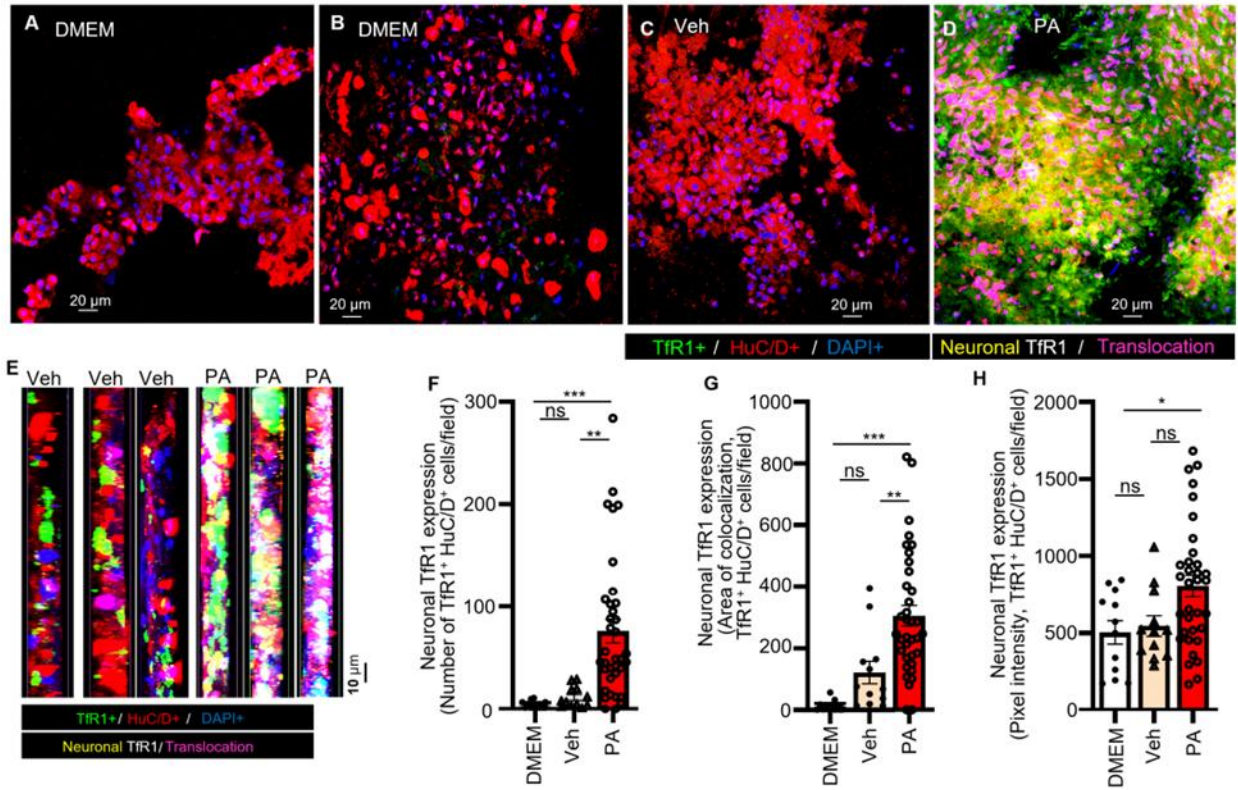 A DMEM
B DMEM
C Veh
D PA
20 µm
20 µm
20 µm
20 µm
TfR1+ / HuC/D+ / DAPI+
Neuronal TfR1 / Translocation
E
Veh Veh Veh PA PA PA
10 µm
TfR1+/ HuC/D+ / DAPI+
Neuronal TfR1/Translocation
F
Neuronal TfR1 expression
(Number of TfR1⁺ HuC/D⁺ cells/field)
300
200
100
0
***
ns
**
DMEM
Veh
PA
G
Neuronal TfR1 expression
(Area of colocalization,
TfR1⁺ HuC/D⁺ cells/field)
1000
800
600
400
200
0
***
ns
**
DMEM
Veh
PA
H
Neuronal TfR1 expression
(Pixel intensity, TfR1⁺ HuC/D⁺ cells/field)
2000
1500
1000
500
0
*
ns
ns
DMEM
Veh
PA